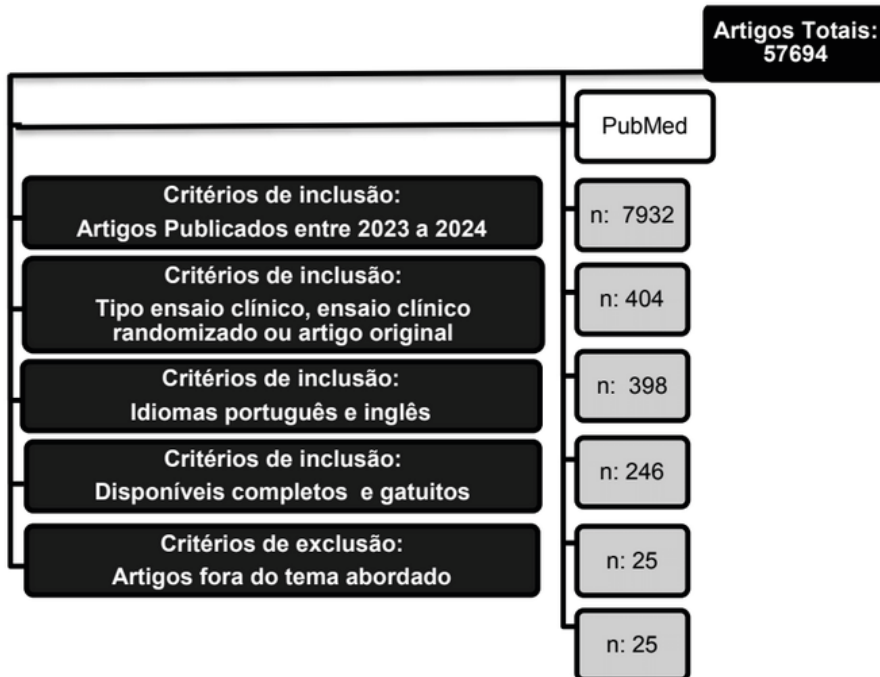 Artigos Totais:
57694
PubMed
Critérios de inclusão:
Artigos Publicados entre 2023 a 2024
n: 7932
Critérios de inclusão:
Tipo ensaio clínico, ensaio clínico
randomizado ou artigo original
n: 404
Critérios de inclusão:
Idiomas português e inglês
n: 398
Critérios de inclusão:
Disponíveis completos e gatuitos
n: 246
Critérios de exclusão:
Artigos fora do tema abordado
n: 25
n: 25